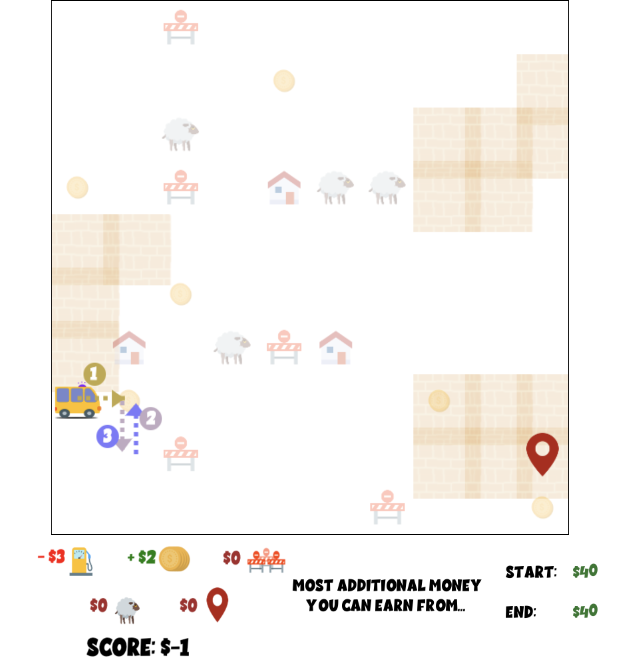 1
2
3
- $3
+ $2
$0
$0
$0
MOST ADDITIONAL MONEY
YOU CAN EARN FROM...
START: $40
END: $40
SCORE: $-1